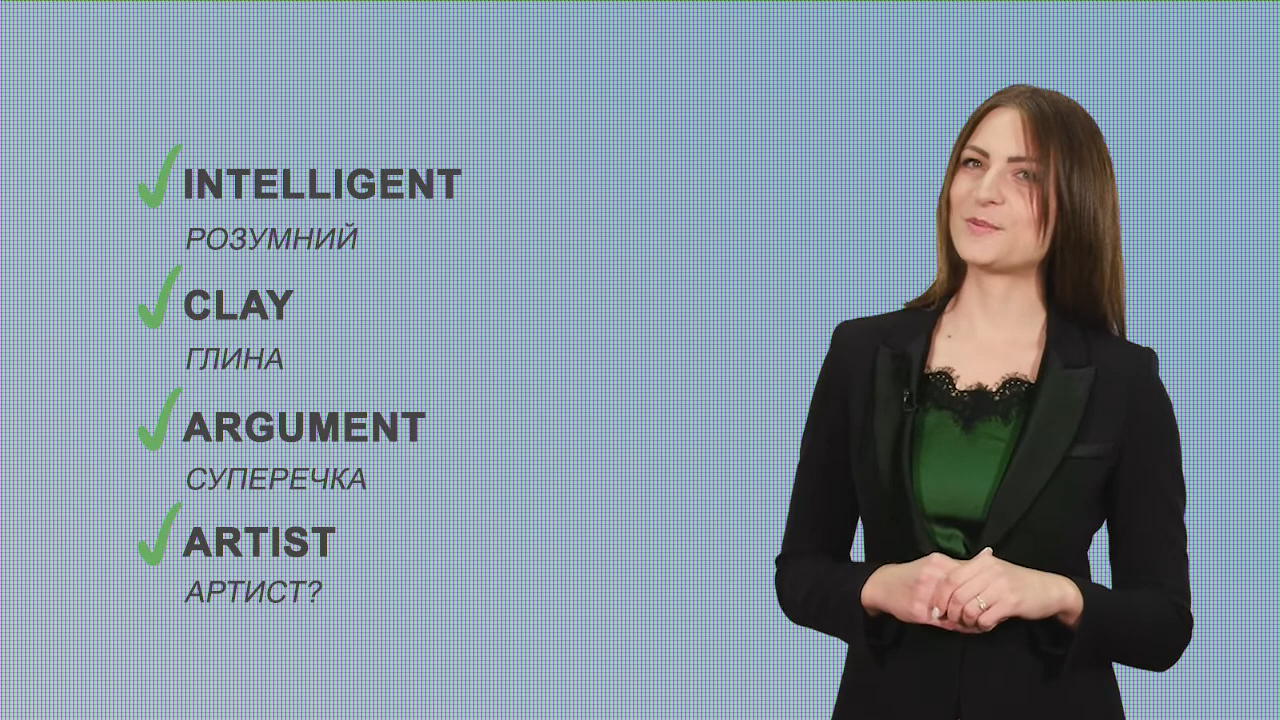 INTELLIGENT
РОЗУМНИЙ
CLAY
ГЛИНА
ARGUMENT
СУПЕРЕЧКА
ARTIST
АРТИСТ?